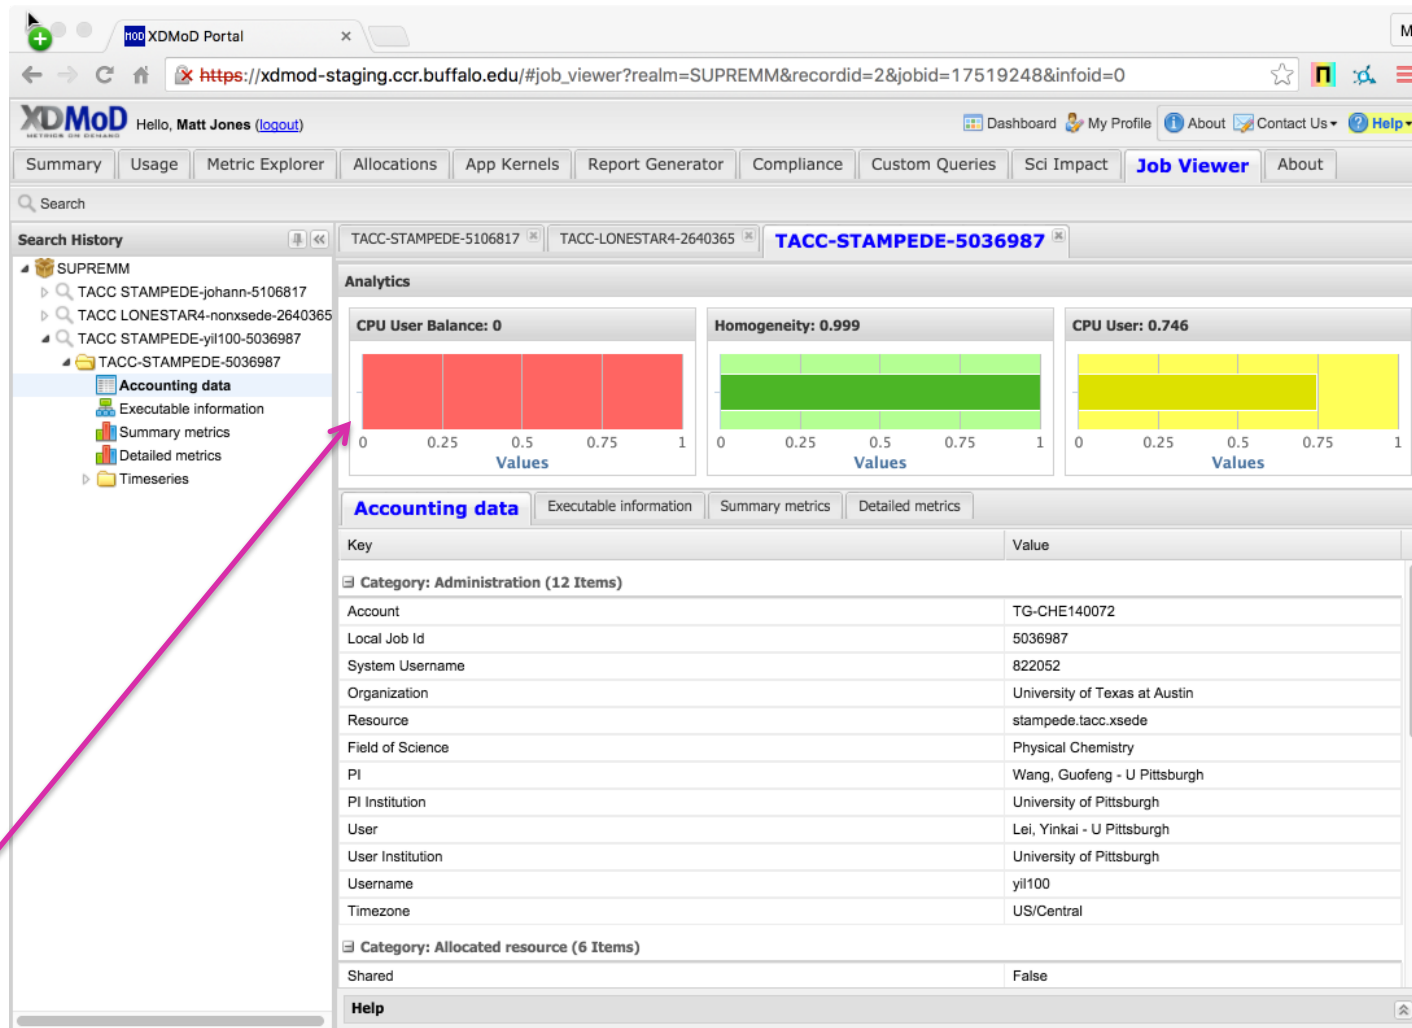 MOD XDMoD Portal
M
https://xdmod-staging.ccr.buffalo.edu/#job_viewer?realm=SUPREMM&recordid=2&jobid=17519248&infoid=0
XDMoD Hello, Matt Jones (logout) Dashboard My Profile About Contact Us Help
METRICS ON DEMAND
Summary Usage Metric Explorer Allocations App Kernels Report Generator Compliance Custom Queries Sci Impact Job Viewer About
Search
Search History
TACC-STAMPEDE-5106817 TACC-LONESTAR4-2640365 TACC-STAMPEDE-5036987
SUPREMM
TACC STAMPEDE-johann-5106817
TACC LONESTAR4-nonxsede-2640365
TACC STAMPEDE-yil100-5036987
TACC-STAMPEDE-5036987
Accounting data
Executable information
Summary metrics
Detailed metrics
Timeseries
Analytics
CPU User Balance: 0
0 0.25 0.5 0.75 1
Values
Homogeneity: 0.999
0 0.25 0.5 0.75 1
Values
CPU User: 0.746
0 0.25 0.5 0.75 1
Values
Accounting data Executable information Summary metrics Detailed metrics
Key Value
Category: Administration (12 Items)
Account TG-CHE140072
Local Job Id 5036987
System Username 822052
Organization University of Texas at Austin
Resource stampede.tacc.xsede
Field of Science Physical Chemistry
PI Wang, Guofeng - U Pittsburgh
PI Institution University of Pittsburgh
User Lei, Yinkai - U Pittsburgh
User Institution University of Pittsburgh
Username yil100
Timezone US/Central
Category: Allocated resource (6 Items)
Shared False
Help